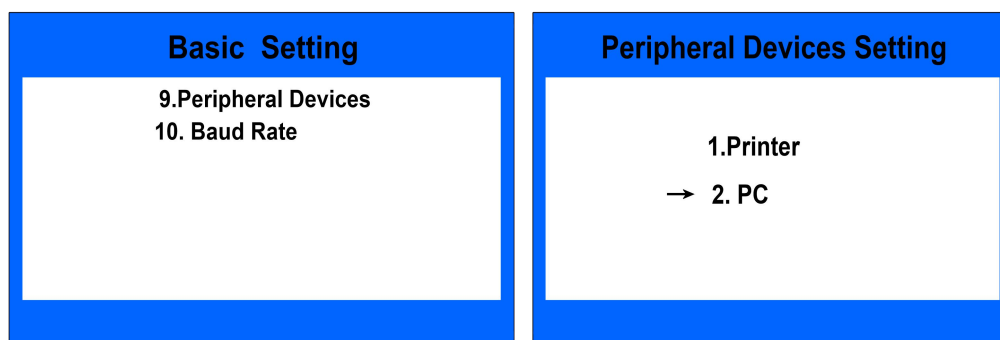 Basic Setting
9.Peripheral Devices
10. Baud Rate
Peripheral Devices Setting
1.Printer
→ 2. PC